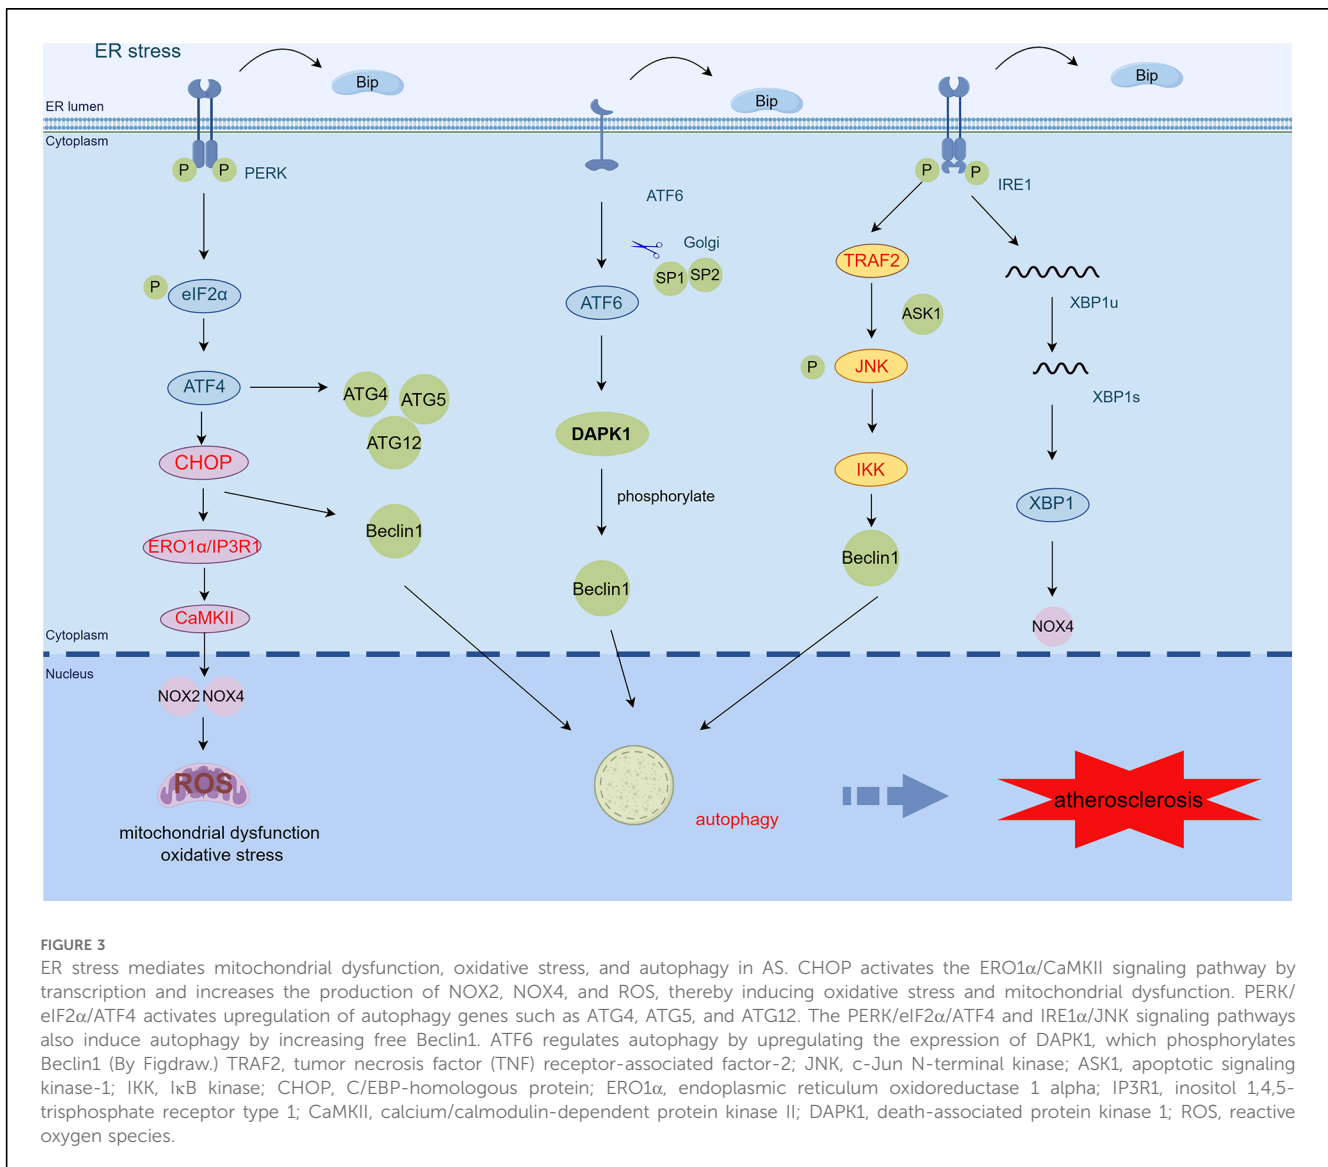 ER stress
Bip
Bip
Bip
ER lumen
Cytoplasm
P
P
PERK
P
P
IRE1
ATF6
Golgi
SP1
SP2
TRAF2
P
eIF2α
ATF6
XBP1u
ASK1
P
JNK
ATF4
ATG4
ATG5
ATG12
XBP1s
DAPK1
CHOP
IKK
phosphorylate
XBP1
Beclin1
ERO1α/IP3R1
Beclin1
Beclin1
CaMKII
NOX4
Cytoplasm
Nucleus
NOX2
NOX4
ROS
mitochondrial dysfunction
oxidative stress
autophagy
atherosclerosis
FIGURE 3
ER stress mediates mitochondrial dysfunction, oxidative stress, and autophagy in AS. CHOP activates the ERO1α/CaMKII signaling pathway by
transcription and increases the production of NOX2, NOX4, and ROS, thereby inducing oxidative stress and mitochondrial dysfunction. PERK/
eIF2α/ATF4 activates upregulation of autophagy genes such as ATG4, ATG5, and ATG12. The PERK/eIF2α/ATF4 and IRE1α/JNK signaling pathways
also induce autophagy by increasing free Beclin1. ATF6 regulates autophagy by upregulating the expression of DAPK1, which phosphorylates
Beclin1 (By Figdraw.) TRAF2, tumor necrosis factor (TNF) receptor-associated factor-2; JNK, c-Jun N-terminal kinase; ASK1, apoptotic signaling
kinase-1; IKK, IκB kinase; CHOP, C/EBP-homologous protein; ERO1α, endoplasmic reticulum oxidoreductase 1 alpha; IP3R1, inositol 1,4,5-
trisphosphate receptor type 1; CaMKII, calcium/calmodulin-dependent protein kinase II; DAPK1, death-associated protein kinase 1; ROS, reactive
oxygen species.